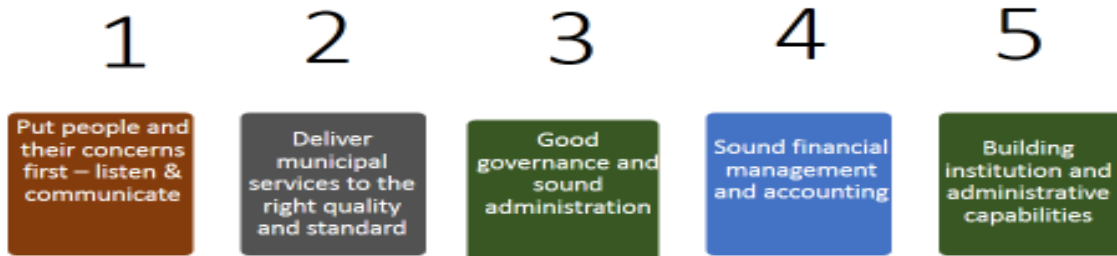 1
2
3
4
5
Put people and
their concerns
first – listen &
communicate
Deliver
municipal
services to the
right quality
and standard
Good
governance and
sound
administration
Sound financial
management
and accounting
Building
institution and
administrative
capabilities